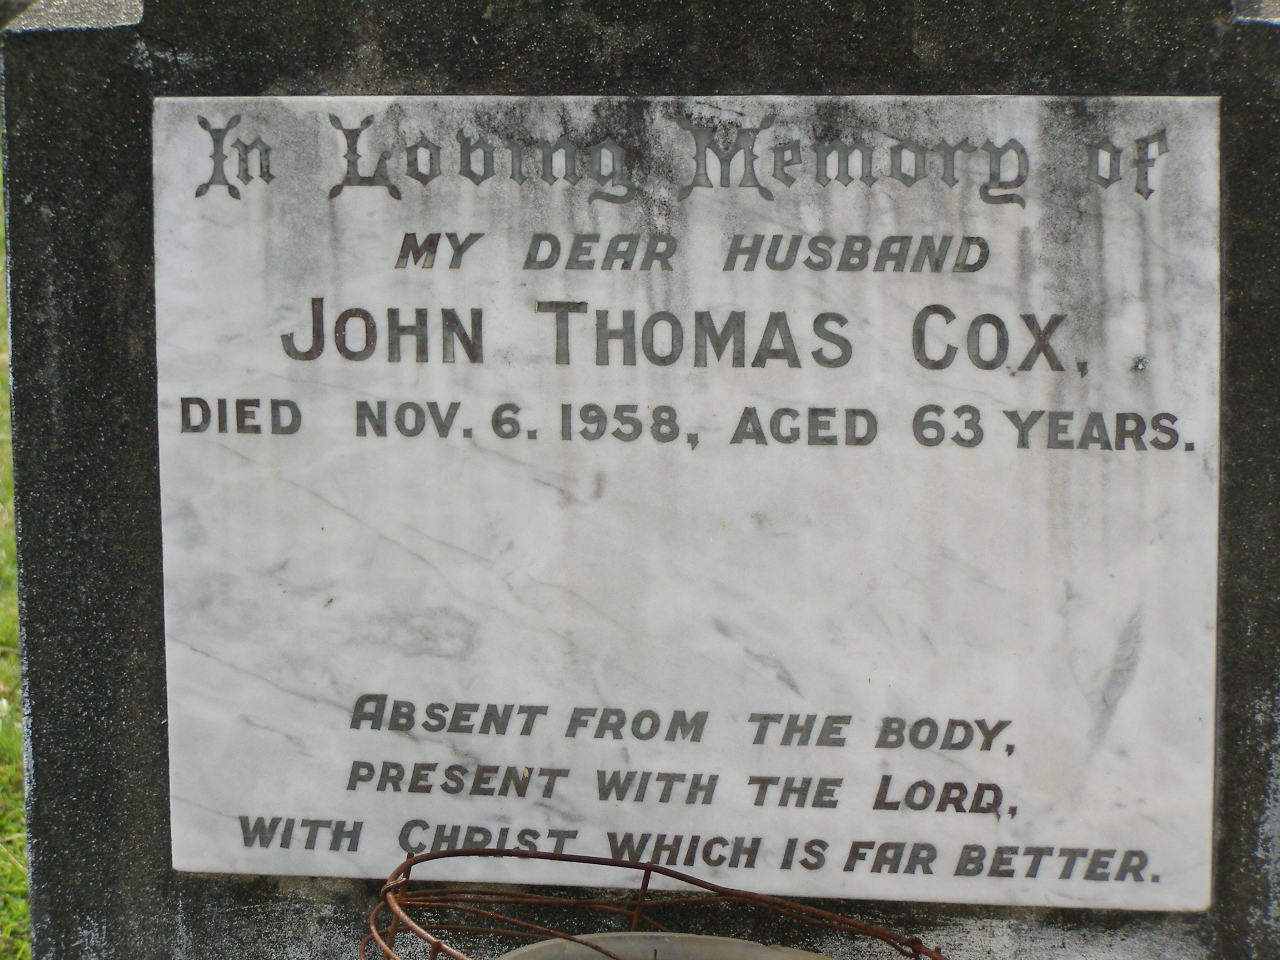 In Loving Memory of
MY DEAR HUSBAND
JOHN THOMAS COX,
DIED NOV. 6. 1958, AGED 63 YEARS.
ABSENT FROM THE BODY,
PRESENT WITH THE LORD,
WITH CHRIST WHICH IS FAR BETTER.